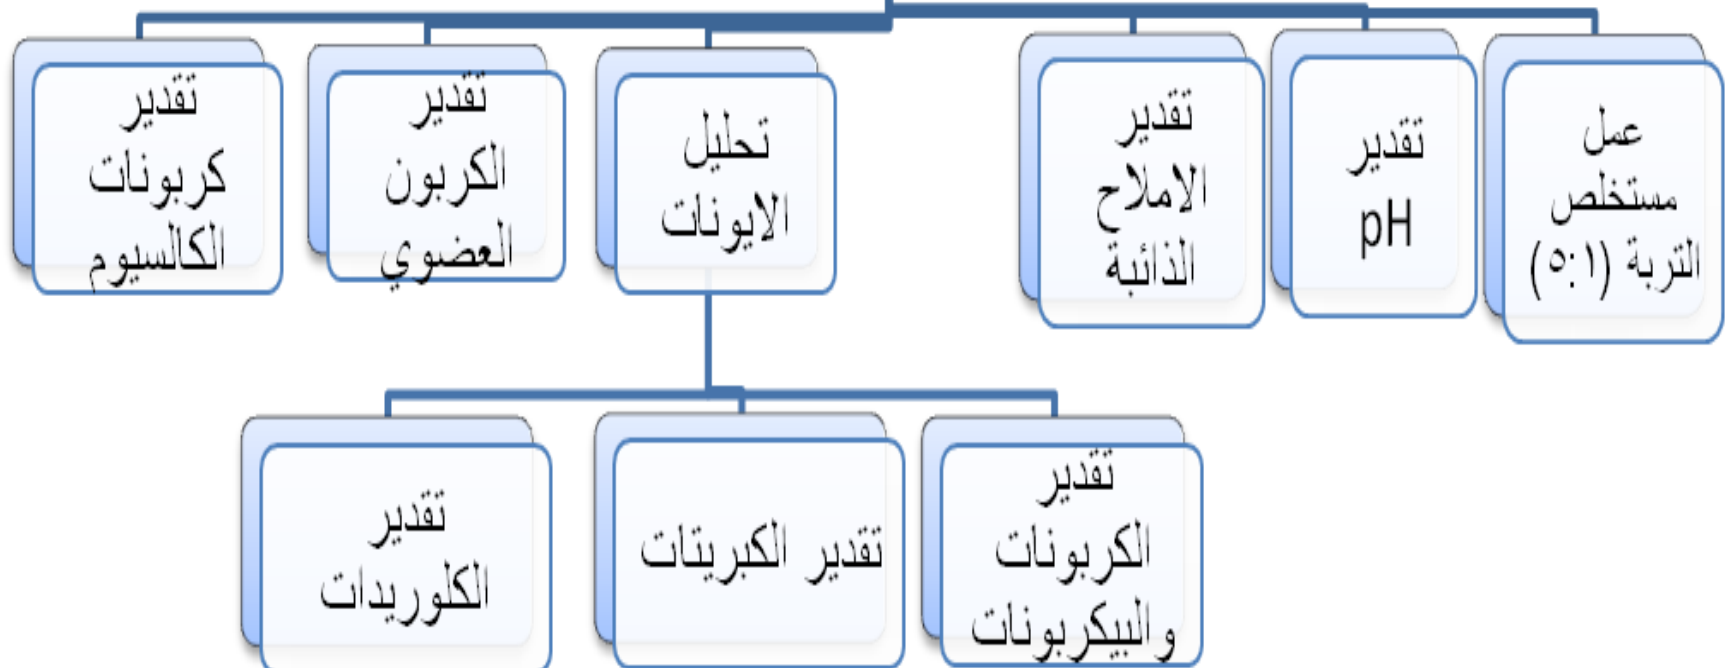 عمل
مستخلص
التربة (٥:١)
تقدير
pH
تقدير
الاملاح
الذائبة
تحليل
الايونات
تقدير
الكربون
العضوي
تقدير
كربونات
الكالسيوم
تقدير
الكربونات
والبيكربونات
تقدير الكبريتات
تقدير
الكلوريدات